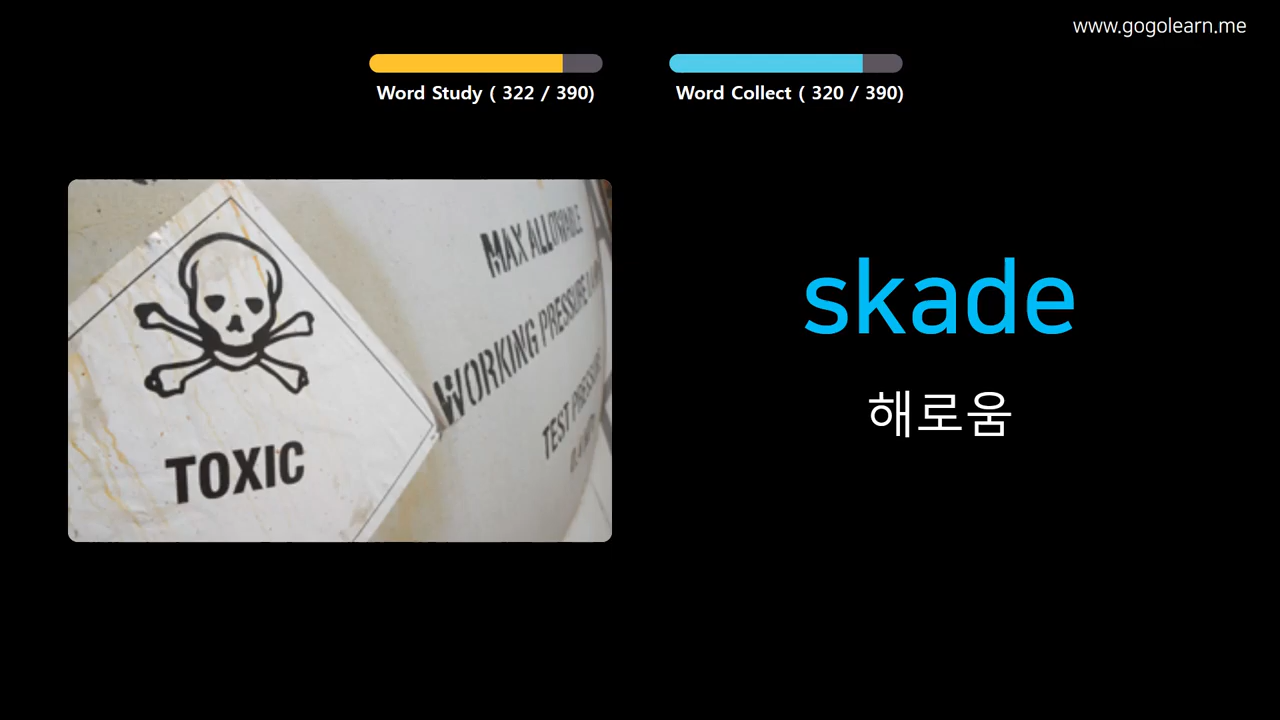 www.gogolearn.me
Word Study ( 322 / 390)
Word Collect ( 320 / 390)
MAX ALLOWABLE
WORKING PRESSURE
TEST PRESSURE
TOXIC
skade
해로움